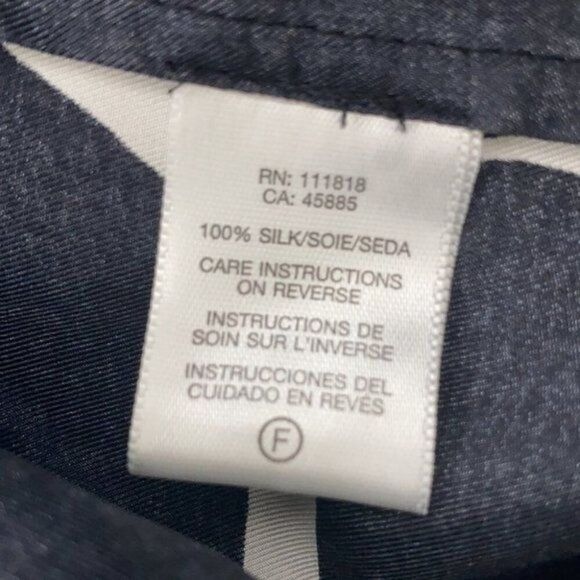 RN: 111818
CA: 45885
100% SILK/SOIE/SEDA
CARE INSTRUCTIONS
ON REVERSE
INSTRUCTIONS DE
SOIN SUR L'INVERSE
INSTRUCCIONES DEL
CUIDADO EN REVÉS
F